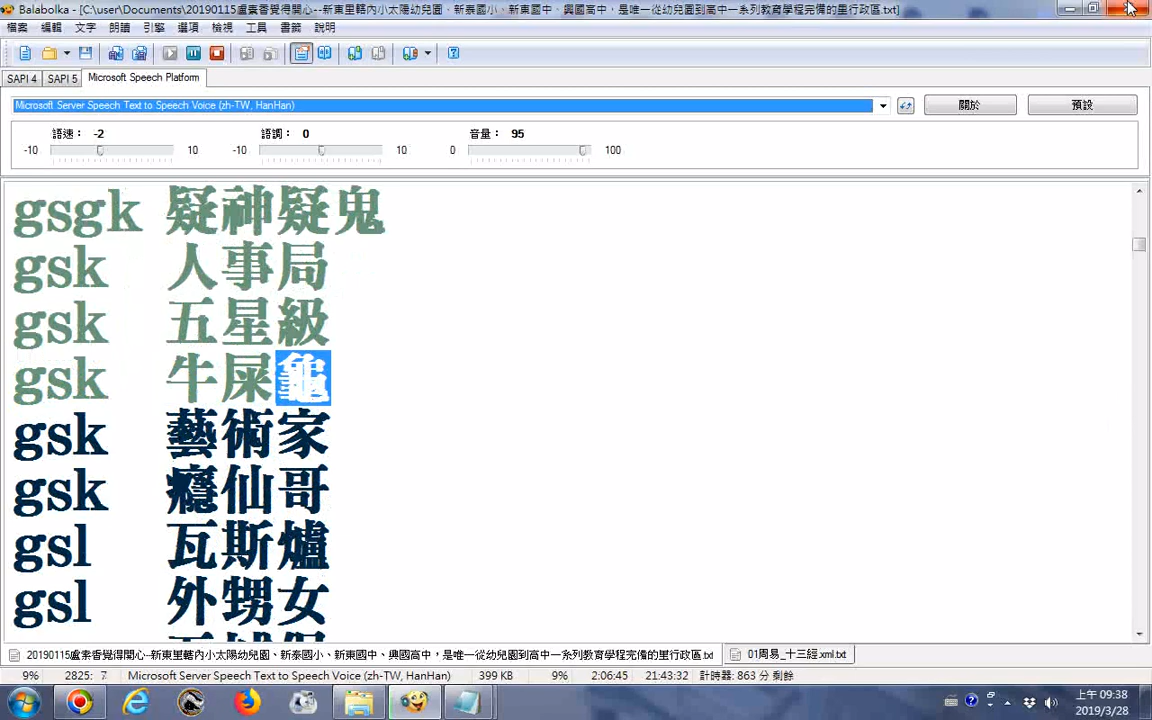 Balabolka - [C:\user\Documents\20190115盧素香覺得開心--新東里轄內小太陽幼兒園、新泰國小、新東國中、興國高中，是唯一從幼兒園到高中一系列教育學程完備的里行政區.txt]
檔案 編輯 文字 朗讀 引擎 選項 檢視 工具 書籤 說明
SAPI 4 SAPI 5 Microsoft Speech Platform
Microsoft Server Speech Text to Speech Voice (zh-TW, HanHan) 關於 預設
語速： -2 語調： 0 音量： 95
-10 10 -10 10 0 100
gsgk 疑神疑鬼
gsk 人事局
gsk 五星級
gsk 牛屎龜
gsk 藝術家
gsk 癮仙哥
gsl 瓦斯爐
gsl 外甥女
20190115盧素香覺得開心--新東里轄內小太陽幼兒園、新泰國小、新東國中、興國高中，是唯一從幼兒園到高中一系列教育學程完備的里行政區.txt 01周易_十三經.xml.txt
9% 2825: 7 Microsoft Server Speech Text to Speech Voice (zh-TW, HanHan) 399 KB 9% 2:06:45 21:43:32 計時器: 863 分 剩餘
上午 09:38
2019/3/28